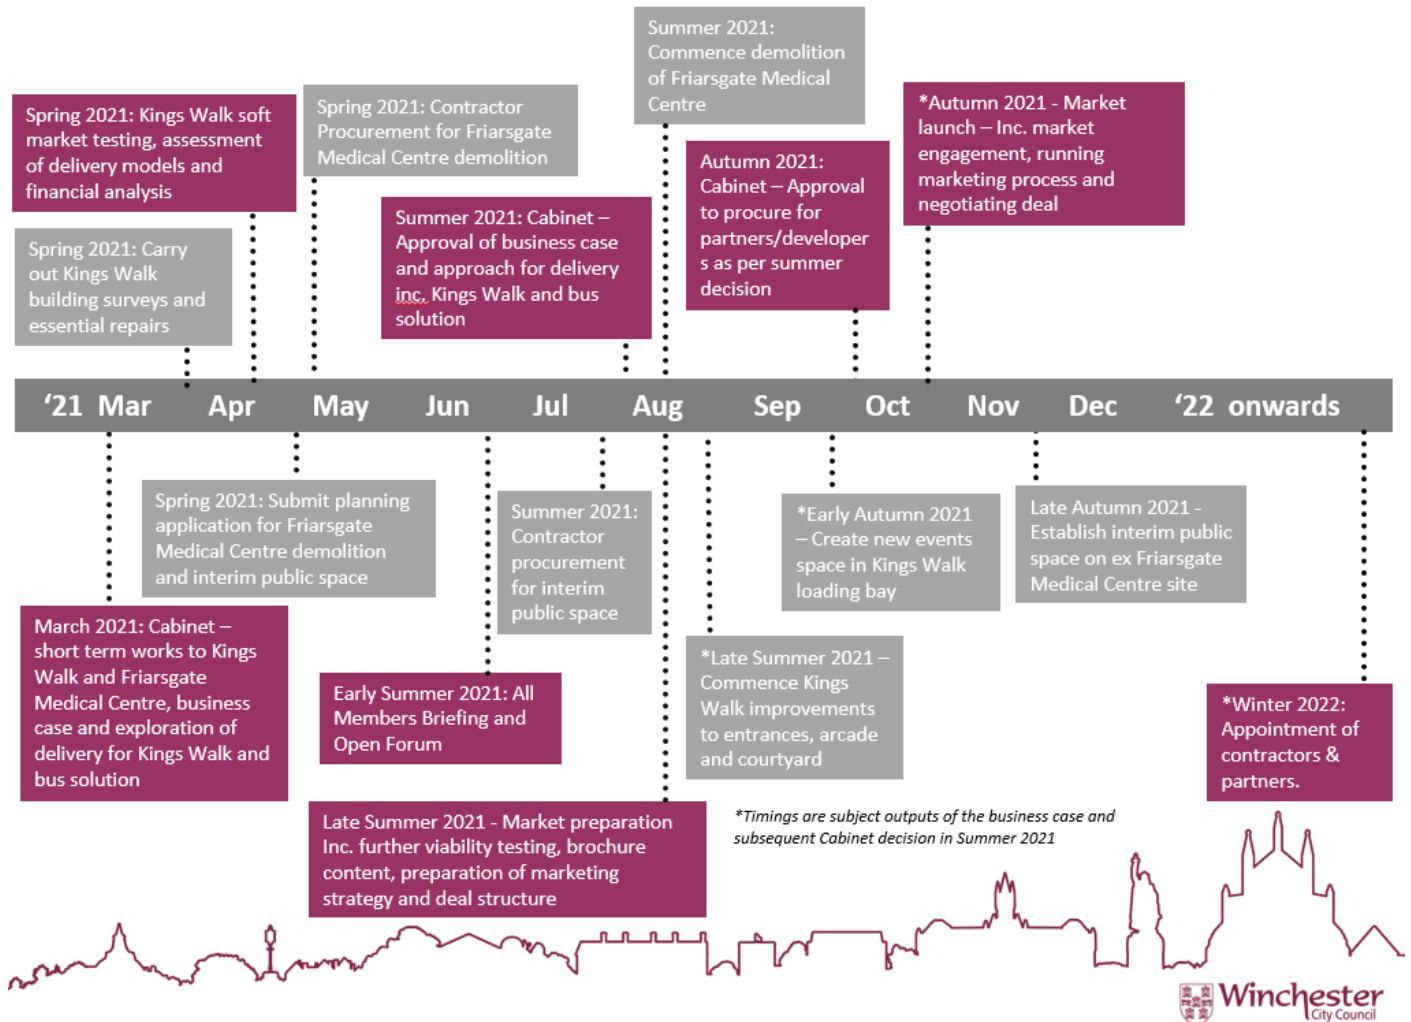 Summer 2021:
Commence demolition
of Friarsgate Medical
Centre
Spring 2021: Kings Walk soft
market testing, assessment
of delivery models and
financial analysis
Spring 2021: Contractor
Procurement for Friarsgate
Medical Centre demolition
*Autumn 2021 - Market
launch – Inc. market
engagement, running
marketing process and
negotiating deal
Autumn 2021:
Cabinet – Approval
to procure for
partners/developer
s as per summer
decision
Summer 2021: Cabinet –
Approval of business case
and approach for delivery
inc. Kings Walk and bus
solution
Spring 2021: Carry
out Kings Walk
building surveys and
essential repairs
‘21 Mar Apr May Jun Jul Aug Sep Oct Nov Dec ‘22 onwards
Spring 2021: Submit planning
application for Friarsgate
Medical Centre demolition
and interim public space
Summer 2021:
Contractor
procurement
for interim
public space
*Early Autumn 2021
– Create new events
space in Kings Walk
loading bay
Late Autumn 2021 -
Establish interim public
space on ex Friarsgate
Medical Centre site
March 2021: Cabinet –
short term works to Kings
Walk and Friarsgate
Medical Centre, business
case and exploration of
delivery for Kings Walk and
bus solution
Early Summer 2021: All
Members Briefing and
Open Forum
*Late Summer 2021 –
Commence Kings
Walk improvements
to entrances, arcade
and courtyard
*Winter 2022:
Appointment of
contractors &
partners.
Late Summer 2021 - Market preparation
Inc. further viability testing, brochure
content, preparation of marketing
strategy and deal structure
*Timings are subject outputs of the business case and
subsequent Cabinet decision in Summer 2021
Winchester
City Council